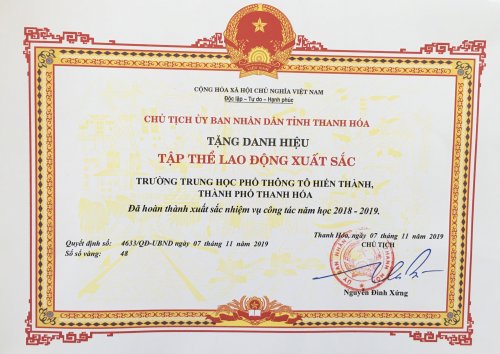 CỘNG HÒA XÃ HỘI CHỦ NGHĨA VIỆT NAM
Độc lập - Tự do - Hạnh phúc
CHỦ TỊCH ỦY BAN NHÂN DÂN TỈNH THANH HÓA
TẶNG DANH HIỆU
TẬP THỂ LAO ĐỘNG XUẤT SẮC
TRƯỜNG TRUNG HỌC PHỔ THÔNG TÔ HIẾN THÀNH,
THÀNH PHỐ THANH HÓA
Đã hoàn thành xuất sắc nhiệm vụ công tác năm học 2018 - 2019.
Thanh Hóa, ngày 07 tháng 11 năm 2019
Quyết định số: 4633/QĐ-UBND ngày 07 tháng 11 năm 2019
CHỦ TỊCH
Số sổ vàng: 48
Nguyễn Đình Xứng